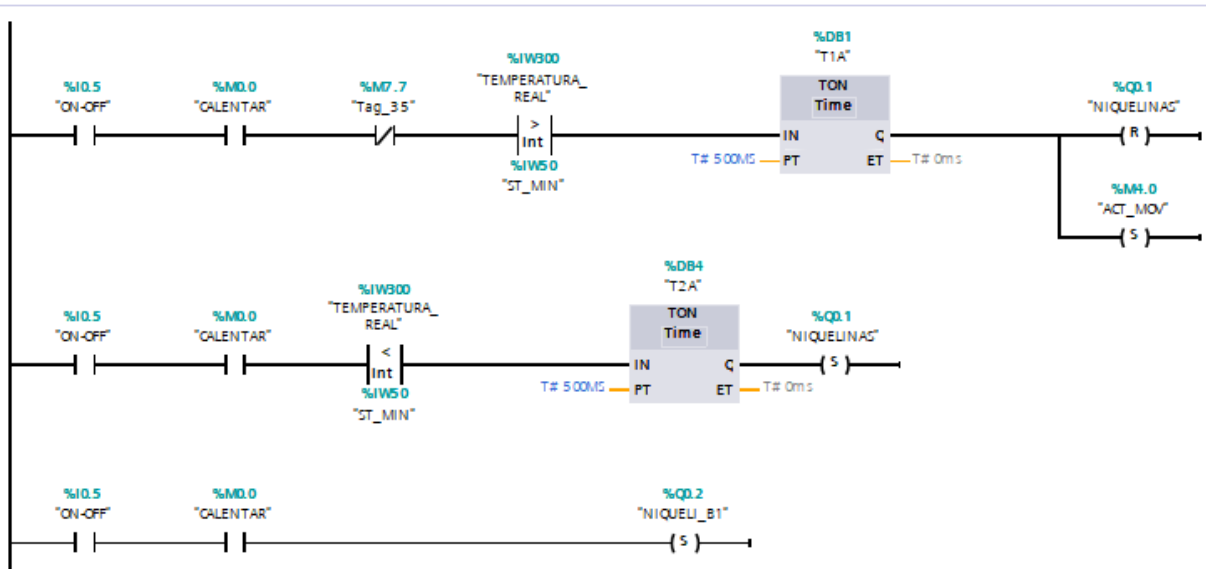 %DB1
"T1A"
%IW300
"TEMPERATURA_
REAL"
%I0.5
"ON-OFF"
%M0.0
"CALENTAR"
%M7.7
"Tag_35"
TON
Time
%Q0.1
"NIQUELINAS"
>
Int
IN
Q
( R )
%IW50
"ST_MIN"
T# 500MS
PT
ET
T# 0ms
%M4.0
"ACT_MOV"
( S )
%DB4
"T2A"
%IW300
"TEMPERATURA_
REAL"
%I0.5
"ON-OFF"
%M0.0
"CALENTAR"
TON
Time
%Q0.1
"NIQUELINAS"
<
Int
IN
Q
( S )
%IW50
"ST_MIN"
T# 500MS
PT
ET
T# 0ms
%I0.5
"ON-OFF"
%M0.0
"CALENTAR"
%Q0.2
"NIQUELI_B1"
( S )